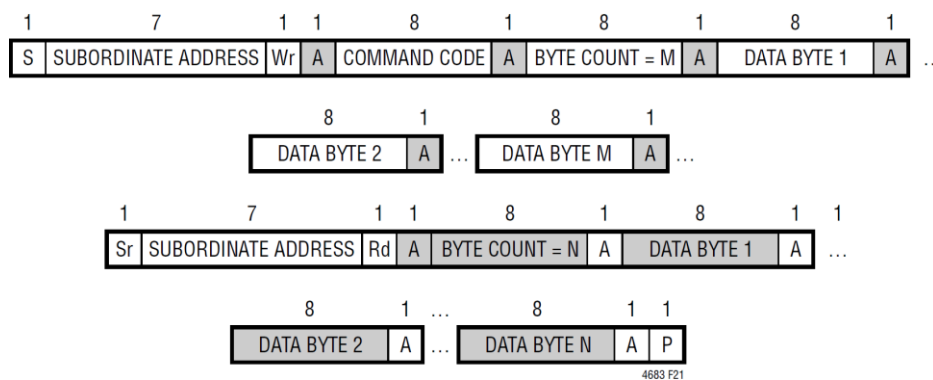 1 7 1 1 8 1 8 1 8 1
S SUBORDINATE ADDRESS Wr A COMMAND CODE A BYTE COUNT = M A DATA BYTE 1 A …
8 1 8 1
DATA BYTE 2 A … DATA BYTE M A …
1 7 1 1 8 1 8 1 1
Sr SUBORDINATE ADDRESS Rd A BYTE COUNT = N A DATA BYTE 1 A …
8 1 … 8 1 1
DATA BYTE 2 A … DATA BYTE N A P
4683 F21